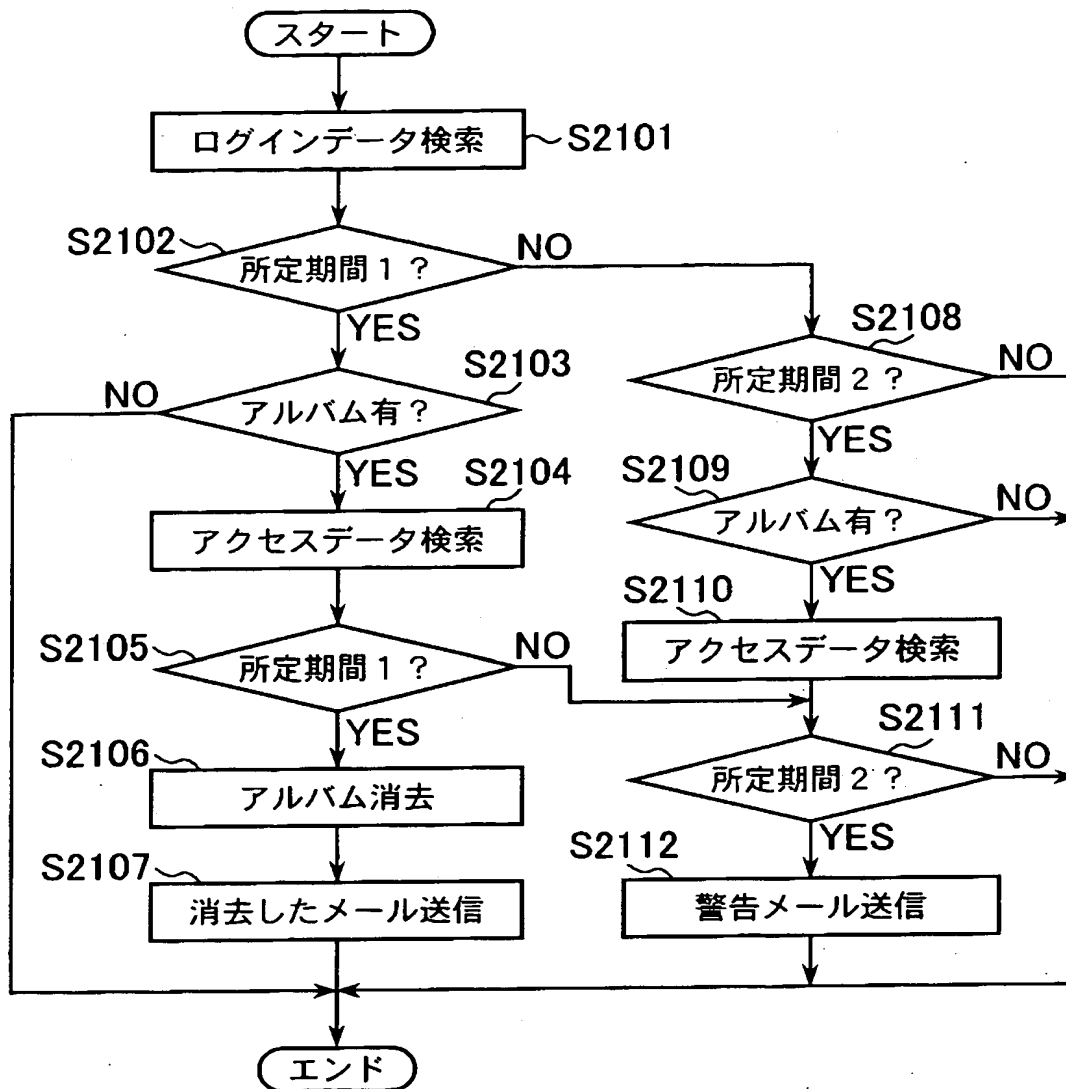 スタート
ログインデータ検索
S2101
S2102
所定期間1?
NO
YES
S2103
NO
アルバム有?
YES
S2104
アクセスデータ検索
S2105
所定期間1?
NO
YES
S2106
アルバム消去
S2107
消去したメール送信
S2108
所定期間2?
NO
YES
S2109
アルバム有?
NO
YES
S2110
アクセスデータ検索
S2111
所定期間2?
NO
YES
S2112
警告メール送信
エンド